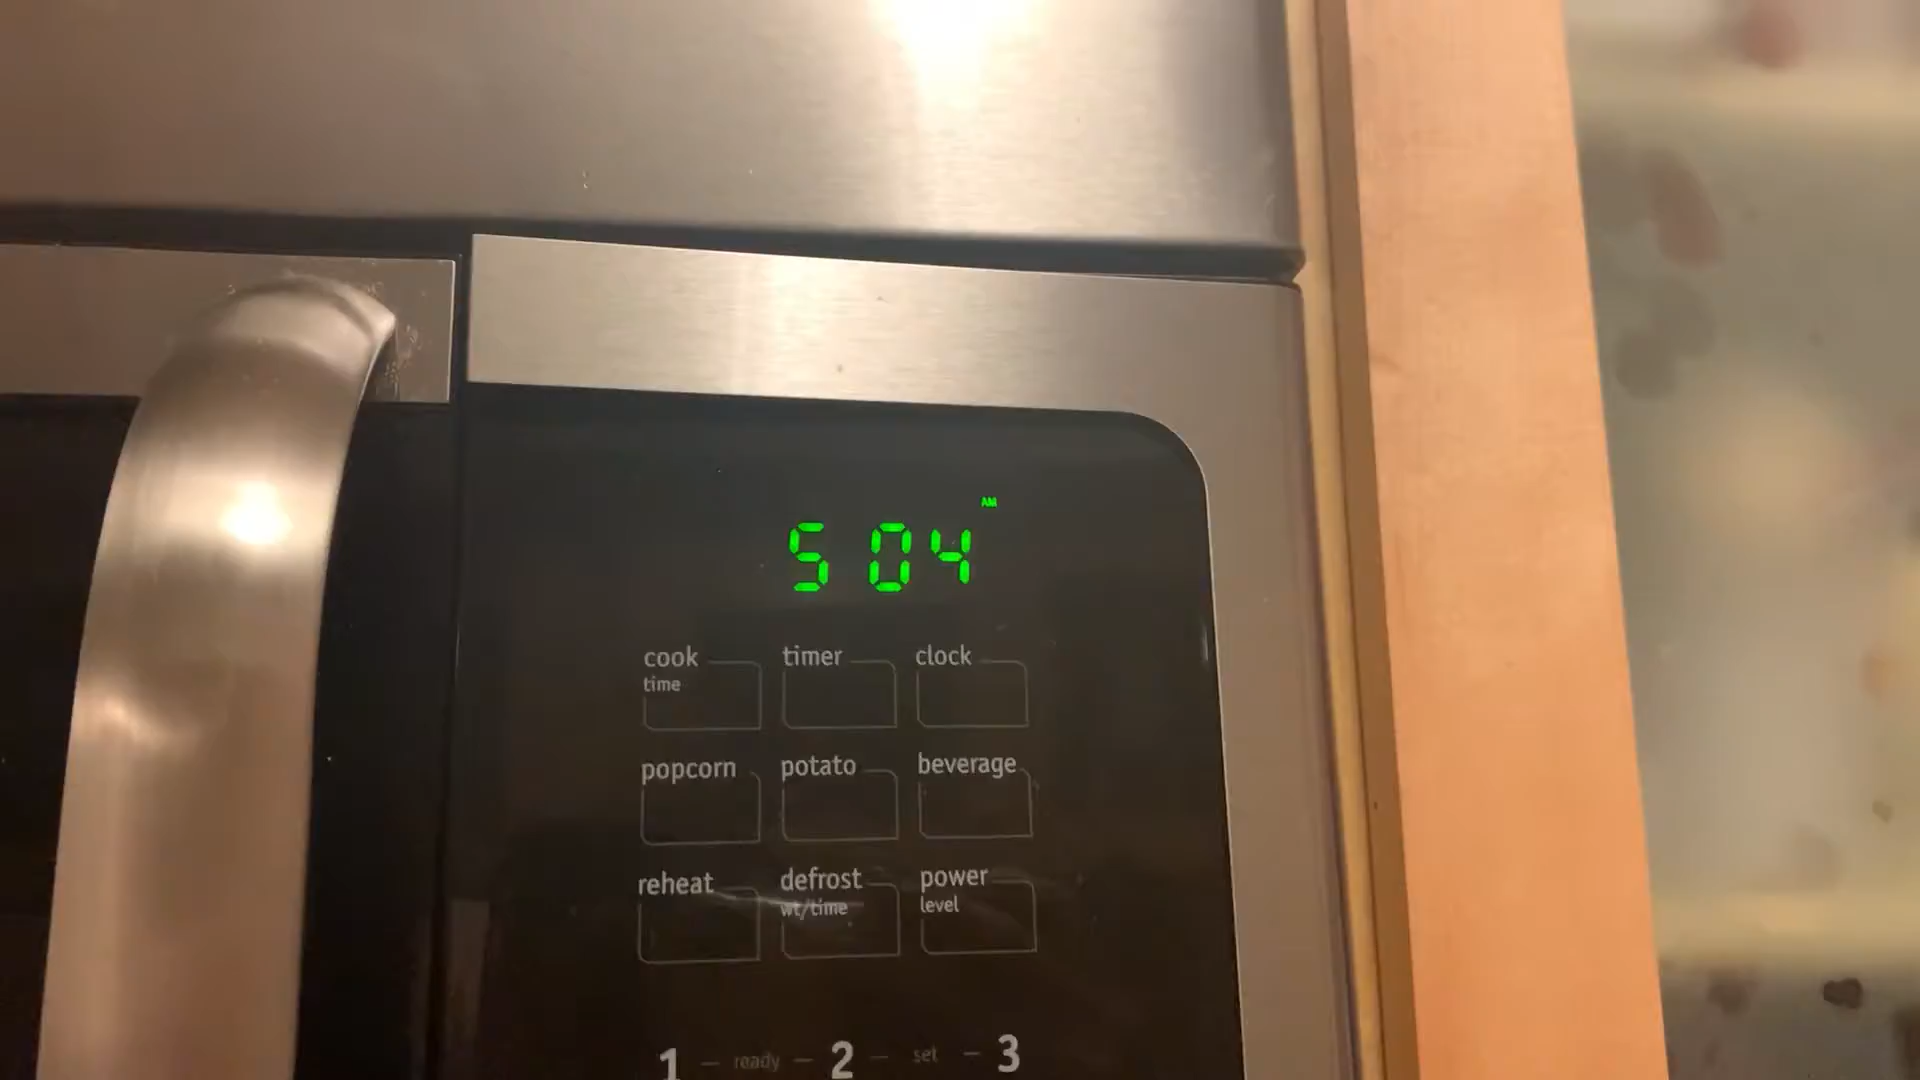 AM
5 04
cook timer clock
time
popcorn potato beverage
reheat defrost power
wt/time level
1 – ready – 2 – set – 3